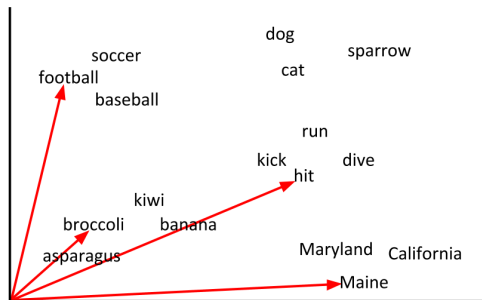 dog
soccer
sparrow
football
cat
baseball
run
kick
dive
hit
kiwi
broccoli
banana
Maryland
California
asparagus
Maine